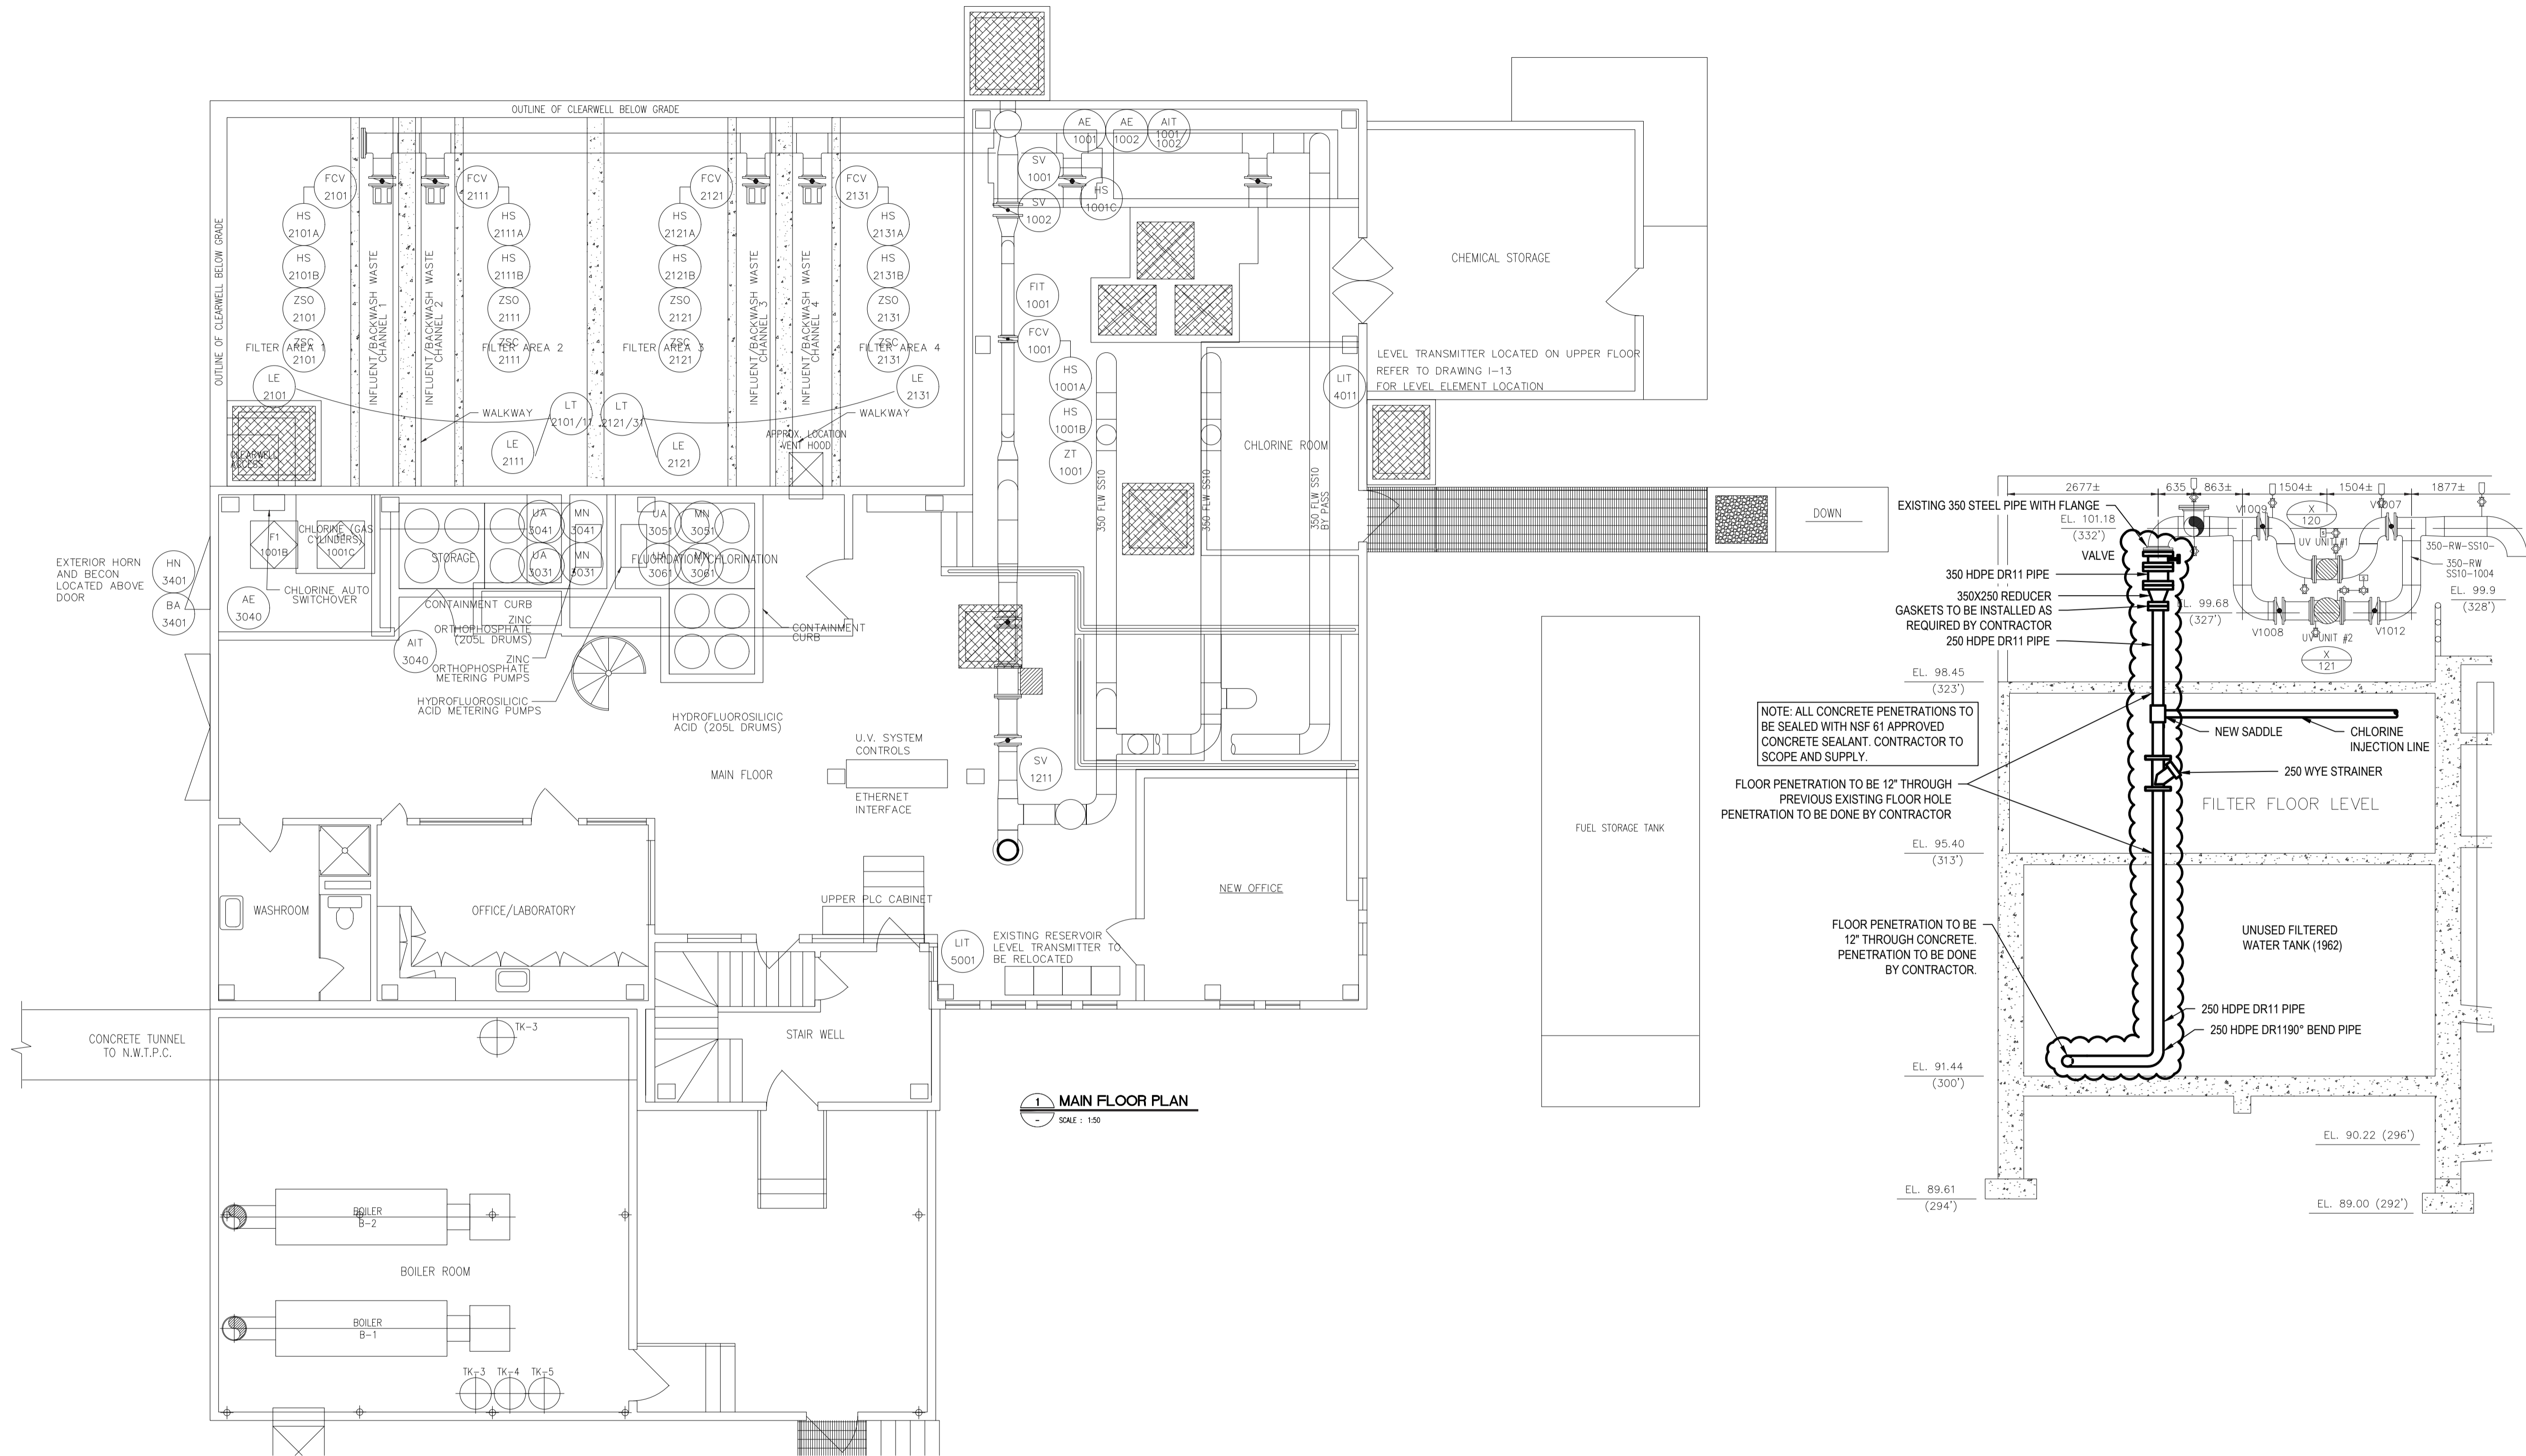 OUTLINE OF CLEARWELL BELOW GRADE
OUTLINE OF CLEARWELL BELOW GRADE
FCV
2101
HS
2101A
HS
2101B
ZSO
2101
ZSC
2101
FILTER AREA 1
LE
2101
INFLUENT/BACKWASH WASTE
CHANNEL 1
INFLUENT/BACKWASH WASTE
CHANNEL 2
FCV
2111
HS
2111A
HS
2111B
ZSO
2111
ZSC
2111
FILTER AREA 2
WALKWAY
LE
2111
LT
2101/11
LT
2121/31
FCV
2121
HS
2121A
HS
2121B
ZSO
2121
ZSC
2121
FILTER AREA 3
LE
2121
INFLUENT/BACKWASH WASTE
CHANNEL 3
INFLUENT/BACKWASH WASTE
CHANNEL 4
FCV
2131
HS
2131A
HS
2131B
ZSO
2131
ZSC
2131
FILTER AREA 4
LE
2131
WALKWAY
APPROX. LOCATION
VENT HOOD
CLEARWELL
ACCESS
AE
1001
AE
1002
AIT
1001/
1002
SV
1001
SV
1002
HS
1001C
FIT
1001
FCV
1001
HS
1001A
HS
1001B
ZT
1001
350 FLW SS10
350 FLW SS10
350 FLW SS10
BY PASS
CHLORINE ROOM
LIT
4011
CHEMICAL STORAGE
LEVEL TRANSMITTER LOCATED ON UPPER FLOOR
REFER TO DRAWING I-13
FOR LEVEL ELEMENT LOCATION
DOWN
EXTERIOR HORN
AND BECON
LOCATED ABOVE
DOOR
HN
3401
BA
3401
F1
1001B
1001C
CHLORINE (GAS
CYLINDERS)
CHLORINE AUTO
SWITCHOVER
AE
3040
AIT
3040
STORAGE
UA
3041
MN
3041
UA
3031
MN
3031
UA
3051
MN
3051
UA
3061
MN
3061
FLUORIDATION/CHLORINATION
CONTAINMENT CURB
ZINC
ORTHOPHOSPHATE
(205L DRUMS)
ZINC
ORTHOPHOSPHATE
METERING PUMPS
HYDROFLUOROSILICIC
ACID METERING PUMPS
CONTAINMENT
CURB
HYDROFLUOROSILICIC
ACID (205L DRUMS)
MAIN FLOOR
U.V. SYSTEM
CONTROLS
ETHERNET
INTERFACE
SV
1211
UPPER PLC CABINET
NEW OFFICE
WASHROOM
OFFICE/LABORATORY
LIT
5001
EXISTING RESERVOIR
LEVEL TRANSMITTER TO
BE RELOCATED
STAIR WELL
CONCRETE TUNNEL
TO N.W.T.P.C.
TK-3
BOILER
B-2
BOILER ROOM
BOILER
B-1
TK-3
TK-4
TK-5
1
-
MAIN FLOOR PLAN
SCALE : 1:50
FUEL STORAGE TANK
2677±
635
863±
1504±
1504±
1877±
EXISTING 350 STEEL PIPE WITH FLANGE
EL. 101.18
(332')
VALVE
350 HDPE DR11 PIPE
350X250 REDUCER
GASKETS TO BE INSTALLED AS
REQUIRED BY CONTRACTOR
250 HDPE DR11 PIPE
EL. 99.68
(327')
V1009
X
120
V1007
UV UNIT #1
350-RW-SS10-
350-RW
SS10-1004
EL. 99.9
(328')
V1008
UV UNIT #2
V1012
X
121
EL. 98.45
(323')
NOTE: ALL CONCRETE PENETRATIONS TO
BE SEALED WITH NSF 61 APPROVED
CONCRETE SEALANT. CONTRACTOR TO
SCOPE AND SUPPLY.
NEW SADDLE
CHLORINE
INJECTION LINE
250 WYE STRAINER
FLOOR PENETRATION TO BE 12" THROUGH
PREVIOUS EXISTING FLOOR HOLE
PENETRATION TO BE DONE BY CONTRACTOR
FILTER FLOOR LEVEL
EL. 95.40
(313')
FLOOR PENETRATION TO BE
12" THROUGH CONCRETE.
PENETRATION TO BE DONE
BY CONTRACTOR.
UNUSED FILTERED
WATER TANK (1962)
250 HDPE DR11 PIPE
250 HDPE DR1190° BEND PIPE
EL. 91.44
(300')
EL. 90.22 (296')
EL. 89.61
(294')
EL. 89.00 (292')